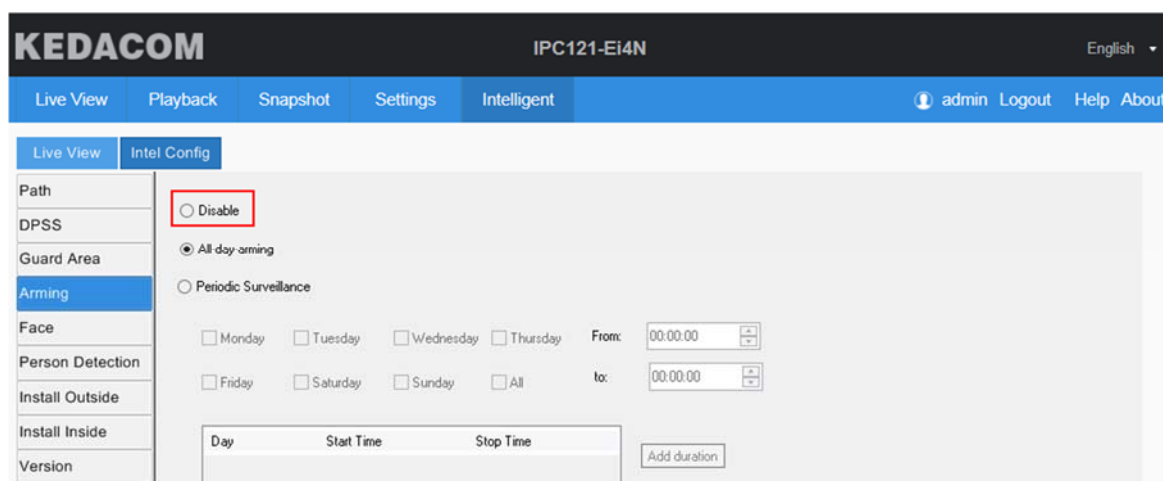 KEDACOM IPC121-Ei4N English
Live View Playback Snapshot Settings Intelligent admin Logout Help About
Live View Intel Config
Path
Disable
DPSS
All-day-arming
Guard Area
Arming
Periodic Surveillance
Face
Monday Tuesday Wednesday Thursday From: 00:00:00
Person Detection
Friday Saturday Sunday All to: 00:00:00
Install Outside
Install Inside
Day Start Time Stop Time
Add duration
Version